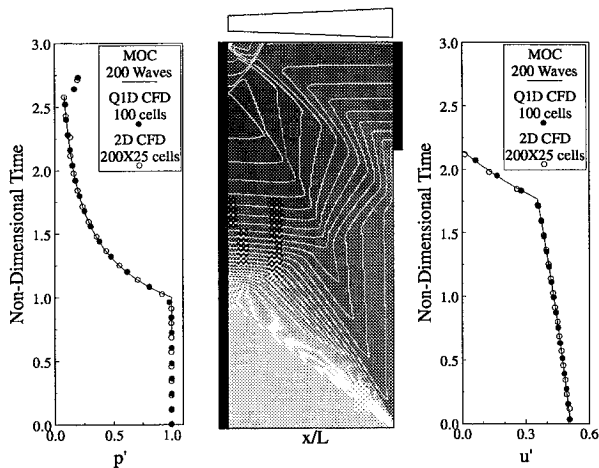 3.0
2.5
2.0
1.5
1.0
0.5
0.0
Non-Dimensional Time
MOC
200 Waves
Q1D CFD
100 cells
2D CFD
200X25 cells
0.0
0.5
1.0
p'
x/L
3.0
2.5
2.0
1.5
1.0
0.5
0.0
Non-Dimensional Time
MOC
200 Waves
Q1D CFD
100 cells
2D CFD
200X25 cells
0.0
0.3
0.6
u'